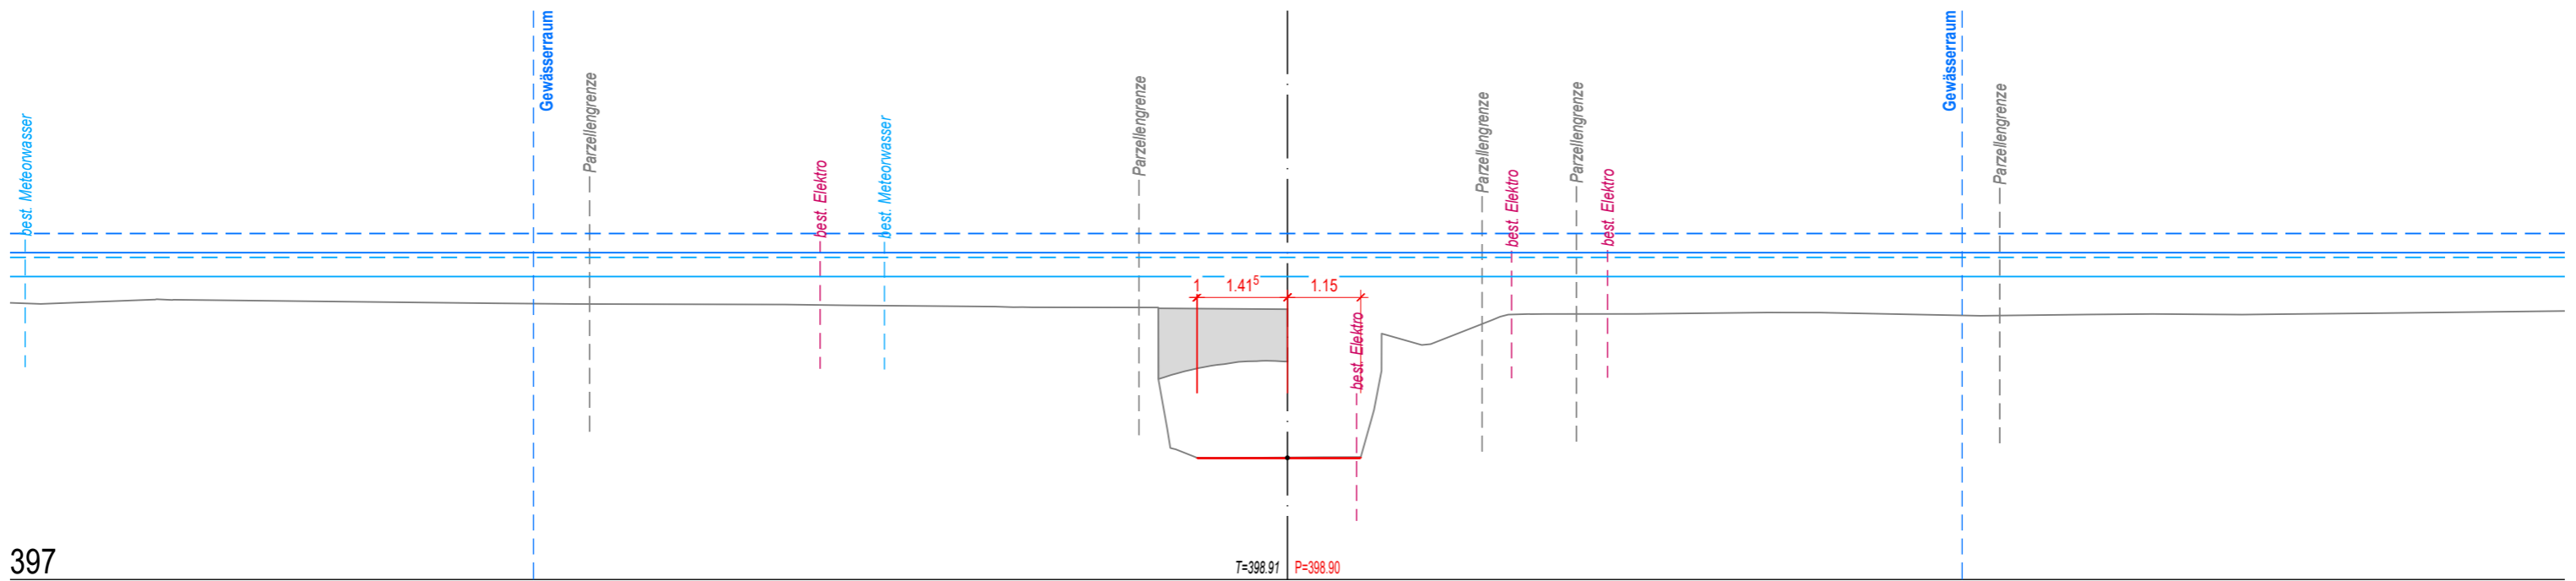 Gewässerraum
Gewässerraum
Parzellengrenze
Parzellengrenze
Parzellengrenze
Parzellengrenze
Parzellengrenze
best. Meteorwasser
best. Elektro
best. Meteorwasser
best. Elektro
best. Elektro
1 1.41⁵ 1.15
best. Elektro
397
T=398.91 P=398.90